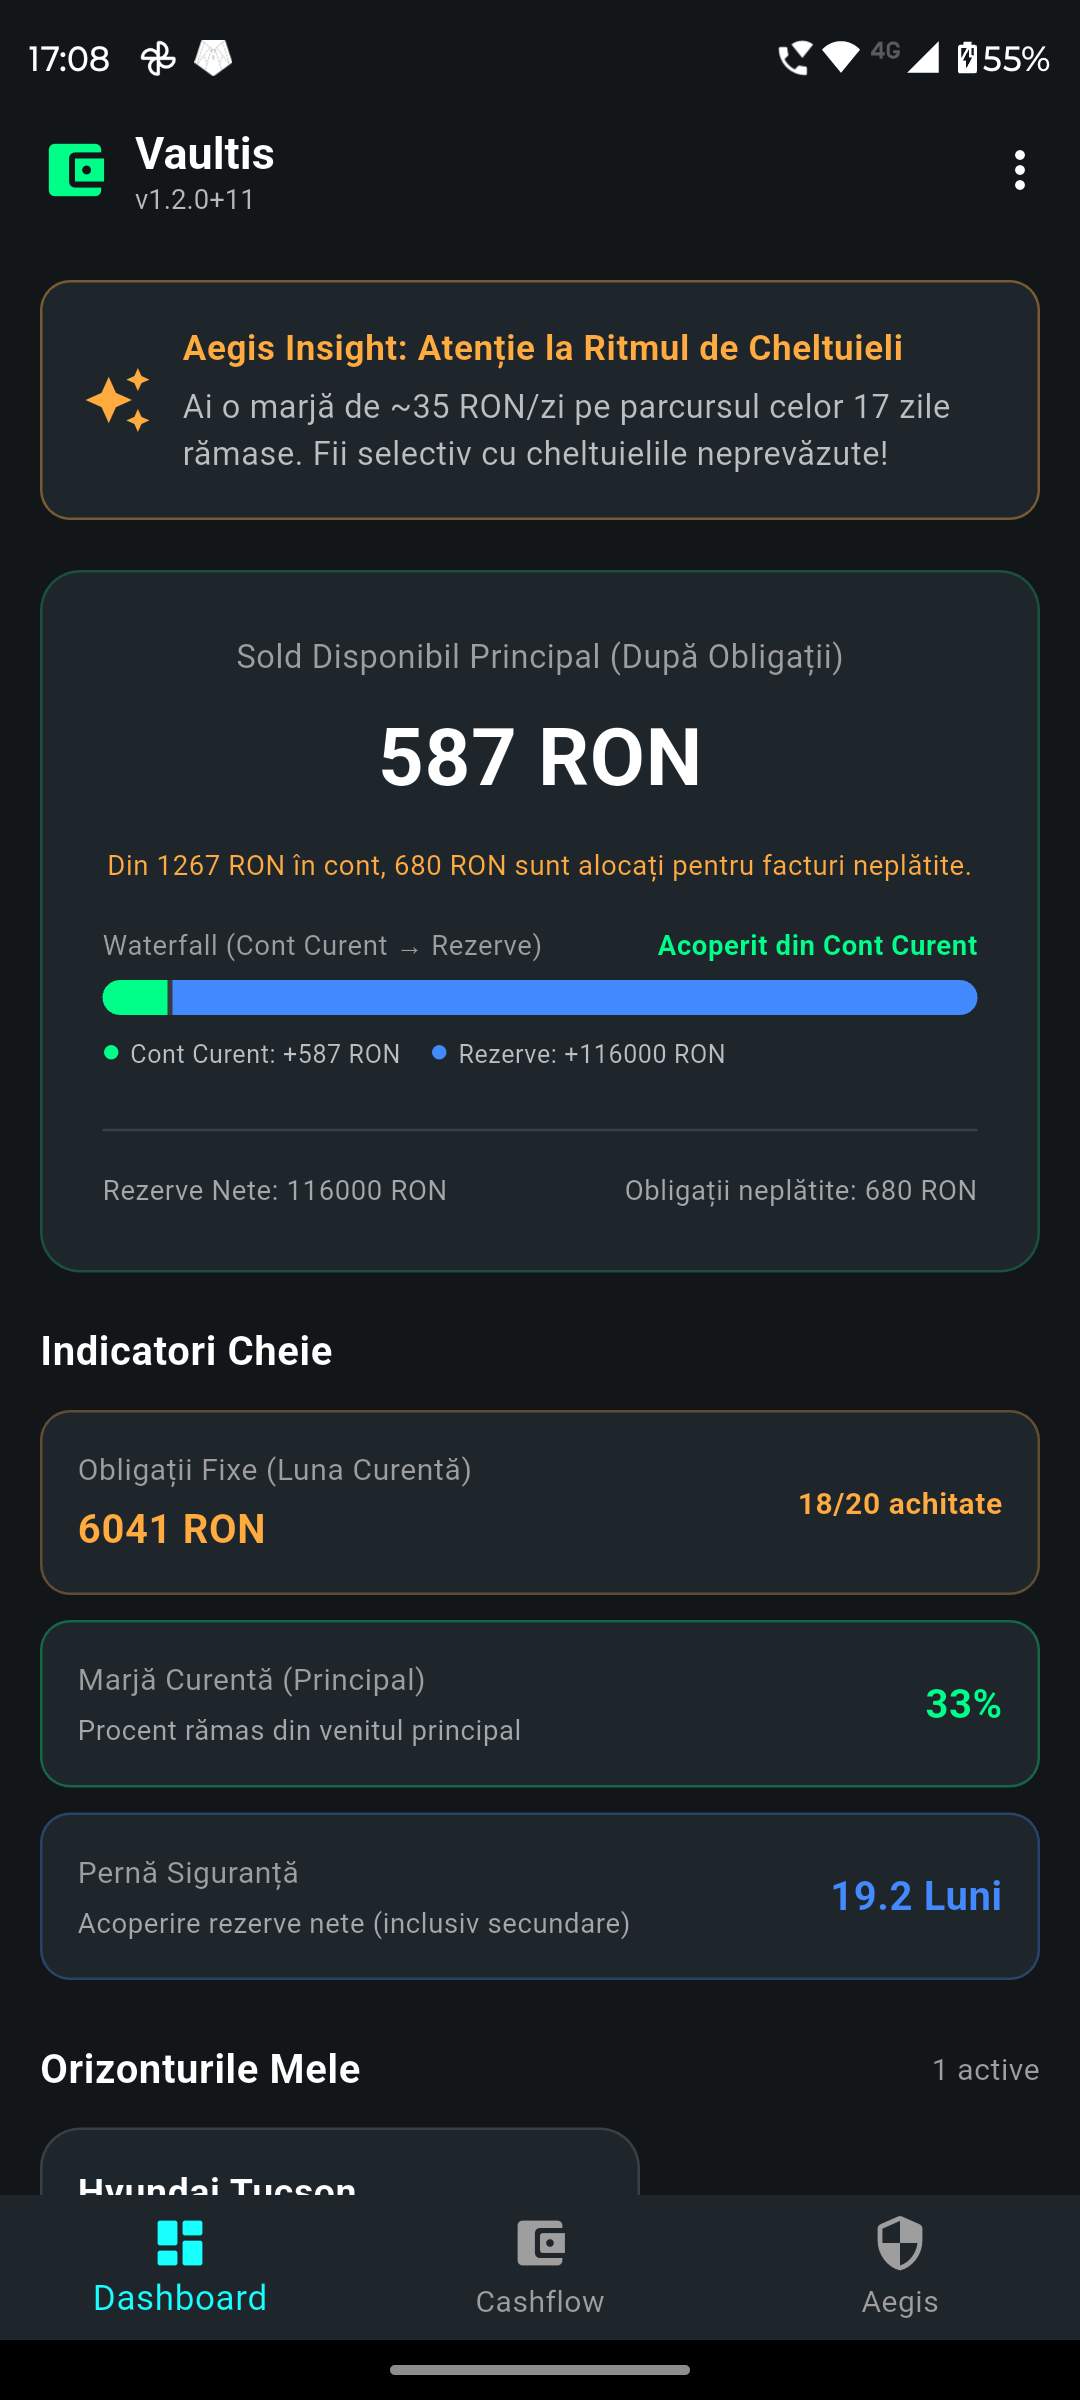 17:08
4G
55%
Vaultis
v1.2.0+11
Aegis Insight: Atenție la Ritmul de Cheltuieli
Ai o marjă de ~35 RON/zi pe parcursul celor 17 zile
rămase. Fii selectiv cu cheltuielile neprevăzute!
Sold Disponibil Principal (După Obligații)
587 RON
Din 1267 RON în cont, 680 RON sunt alocați pentru facturi neplătite.
Waterfall (Cont Curent → Rezerve)
Acoperit din Cont Curent
Cont Curent: +587 RON
Rezerve: +116000 RON
Rezerve Nete: 116000 RON
Obligații neplătite: 680 RON
Indicatori Cheie
Obligații Fixe (Luna Curentă)
6041 RON
18/20 achitate
Marjă Curentă (Principal)
Procent rămas din venitul principal
33%
Pernă Siguranță
Acoperire rezerve nete (inclusiv secundare)
19.2 Luni
Orizonturile Mele
1 active
Hyundai Tucson
Dashboard
Cashflow
Aegis